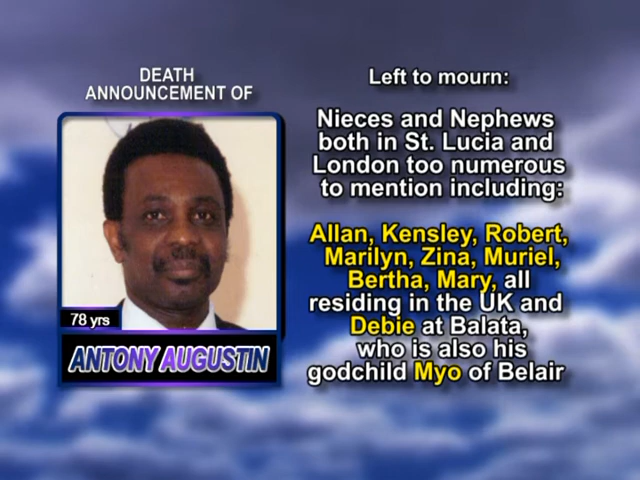 DEATH
ANNOUNCEMENT OF
78 yrs
ANTONY AUGUSTIN
Left to mourn:
Nieces and Nephews
both in St. Lucia and
London too numerous
to mention including:
Allan, Kensley, Robert,
Marilyn, Zina, Muriel,
Bertha, Mary, all
residing in the UK and
Debie at Balata,
who is also his
godchild Myo of Belair